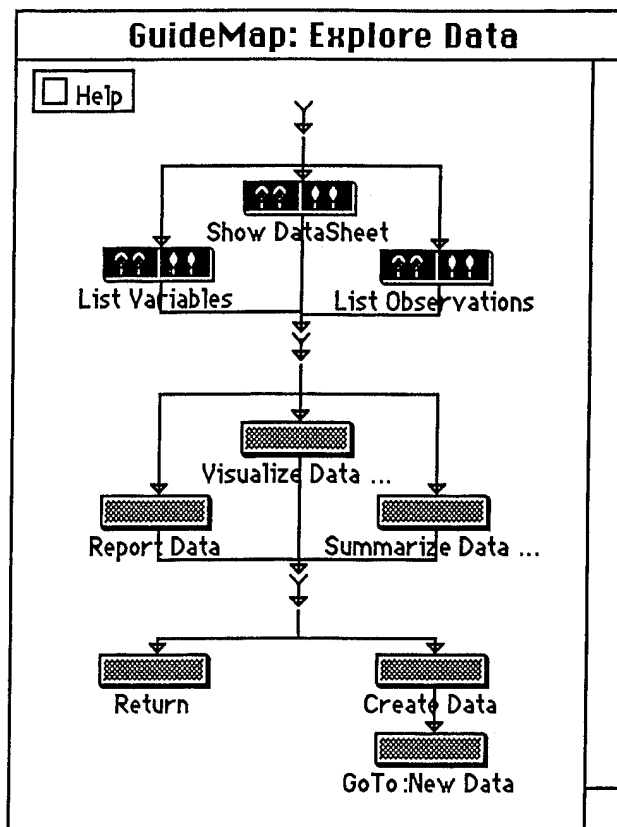 GuideMap: Explore Data
Help
Show DataSheet
List Variables
List Observations
Visualize Data ...
Report Data
Summarize Data ...
Return
Create Data
GoTo:New Data